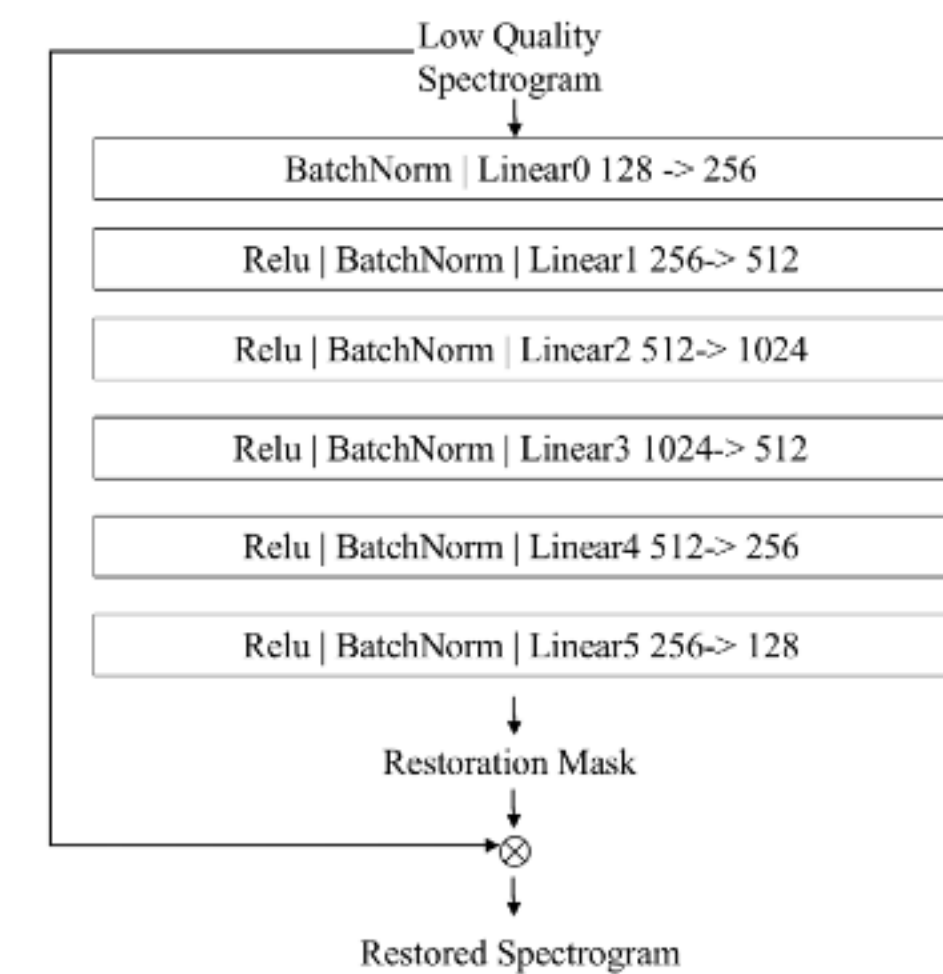 Low Quality
Spectrogram
BatchNorm | Linear0 128 -> 256
Relu | BatchNorm | Linear1 256-> 512
Relu | BatchNorm | Linear2 512-> 1024
Relu | BatchNorm | Linear3 1024-> 512
Relu | BatchNorm | Linear4 512-> 256
Relu | BatchNorm | Linear5 256-> 128
Restoration Mask
Restored Spectrogram